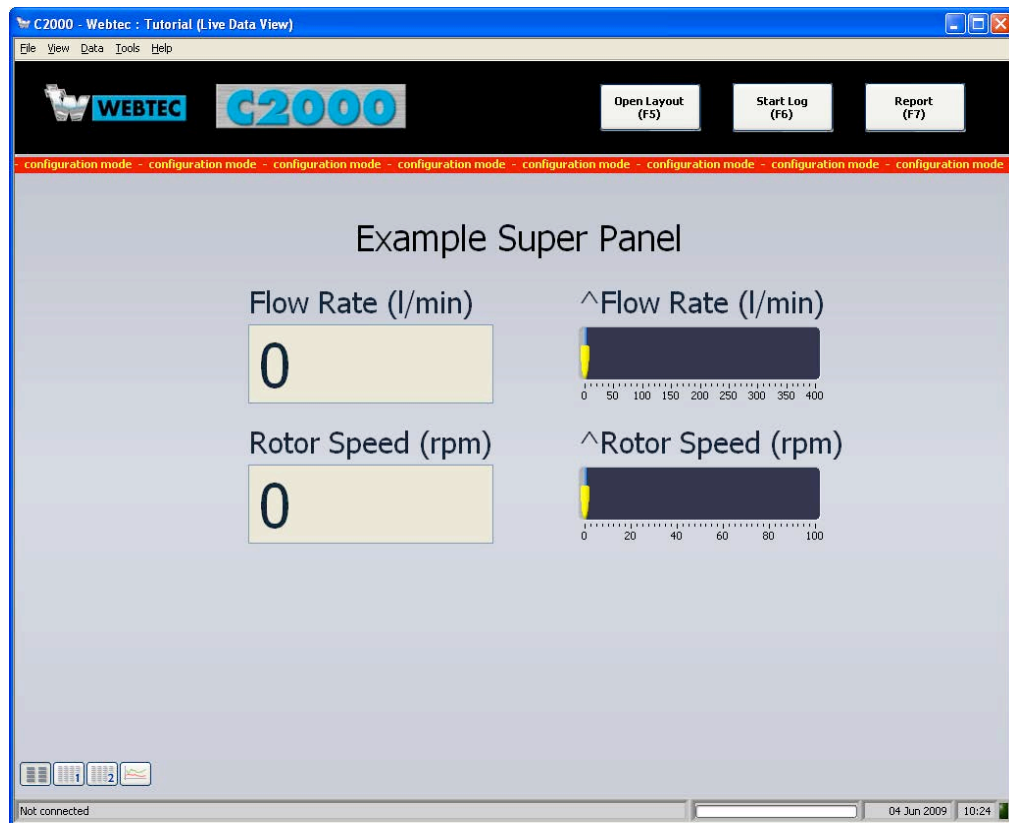 C2000 - Webtec : Tutorial (Live Data View)
File View Data Tools Help
WEBTEC C2000
Open Layout (F5)
Start Log (F6)
Report (F7)
- configuration mode - configuration mode - configuration mode - configuration mode - configuration mode - configuration mode - configuration mode - configuration mode
Example Super Panel
Flow Rate (l/min)
0
^Flow Rate (l/min)
0 50 100 150 200 250 300 350 400
Rotor Speed (rpm)
0
^Rotor Speed (rpm)
0 20 40 60 80 100
1 2
Not connected
04 Jun 2009 10:24